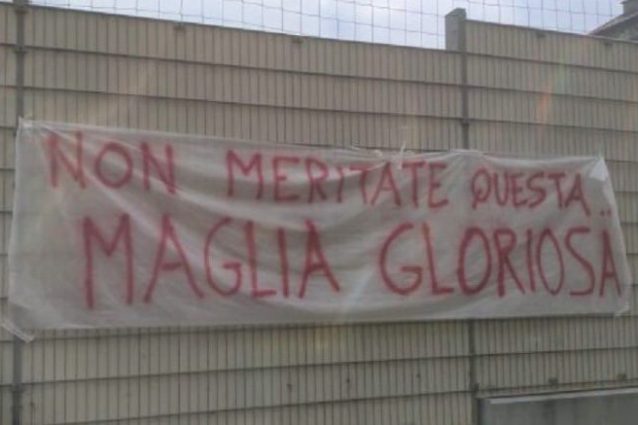 NON MERITATE QUESTA..
MAGLIA GLORIOSA